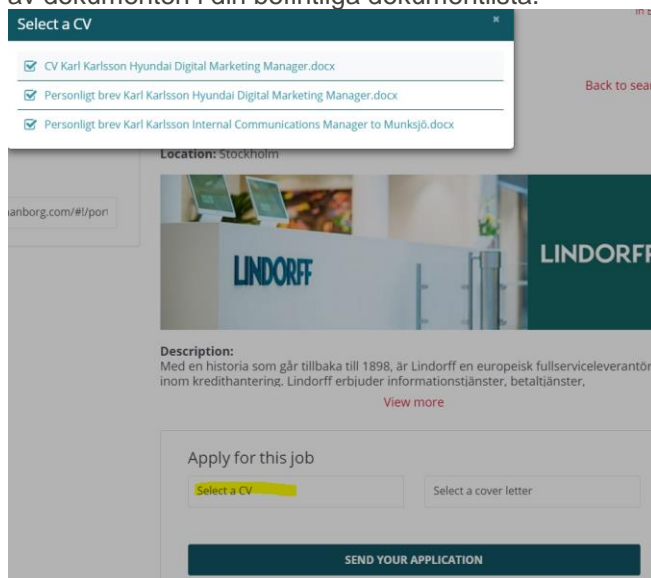 av dokumenten i din befintliga dokumentlista.
Select a CV
×
CV Karl Karlsson Hyundai Digital Marketing Manager.docx
Personligt brev Karl Karlsson Hyundai Digital Marketing Manager.docx
Personligt brev Karl Karlsson Internal Communications Manager to Munksjö.docx
Back to sear
Location: Stockholm
anborg.com/#!/port
LINDORFF
LINDORFF
Description:
Med en historia som går tillbaka till 1898, är Lindorff en europeisk fullserviceleverantör
inom kredithantering. Lindorff erbjuder informationstjänster, betaltjänster,
View more
Apply for this job
Select a CV
Select a cover letter
SEND YOUR APPLICATION